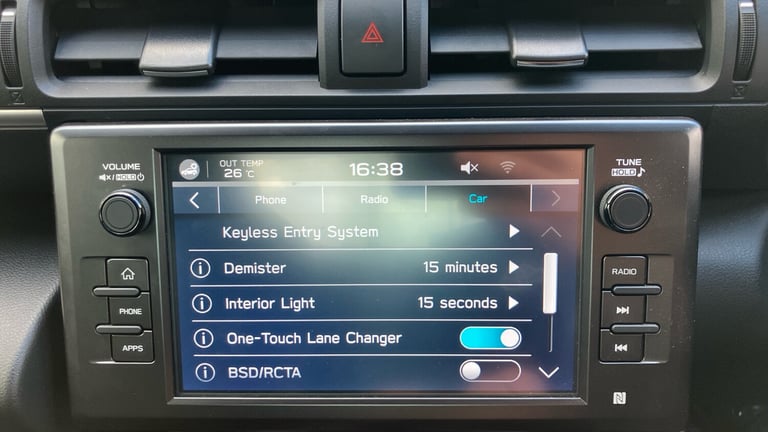 VOLUME
HOLD
OUT TEMP
26 °C
16:38
TUNE
HOLD
Phone
Radio
Car
Keyless Entry System
Demister 15 minutes
Interior Light 15 seconds
One-Touch Lane Changer
BSD/RCTA
PHONE
APPS
RADIO